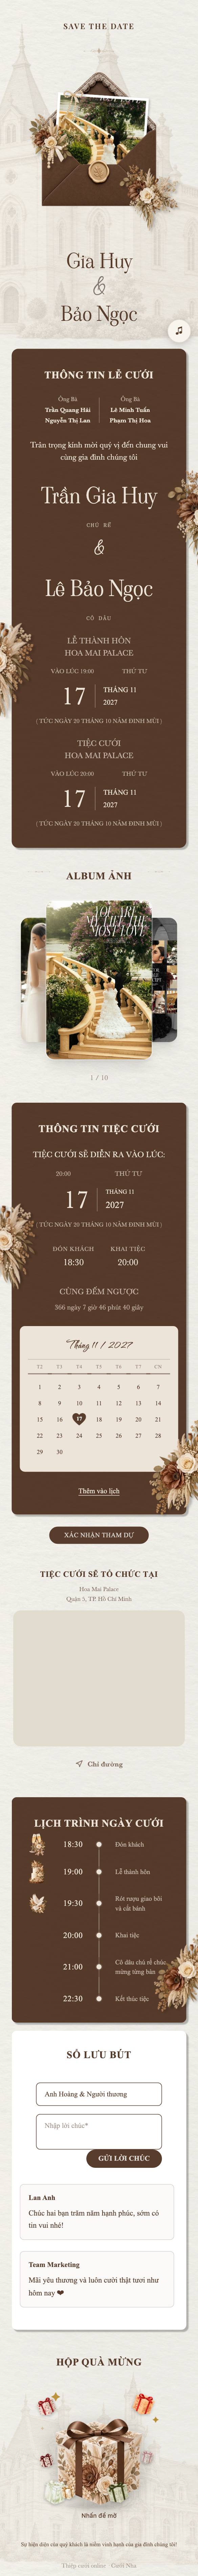 SAVE THE DATE
Gia Huy
&
Bảo Ngọc
THÔNG TIN LỄ CƯỚI
Ông Bà
Trần Quang Hải
Nguyễn Thị Lan
Ông Bà
Lê Minh Tuấn
Phạm Thị Hoa
Trân trọng kính mời quý vị đến chung vui
cùng gia đình chúng tôi
Trần Gia Huy
CHÚ RỂ
&
Lê Bảo Ngọc
CÔ DÂU
LỄ THÀNH HÔN
HOA MAI PALACE
VÀO LÚC 19:00 THỨ TƯ
17 THÁNG 11
2027
( TỨC NGÀY 20 THÁNG 10 NĂM ĐINH MÙI )
TIỆC CƯỚI
HOA MAI PALACE
VÀO LÚC 20:00 THỨ TƯ
17 THÁNG 11
2027
( TỨC NGÀY 20 THÁNG 10 NĂM ĐINH MÙI )
ALBUM ẢNH
MOST LOVE
1 / 10
THÔNG TIN TIỆC CƯỚI
TIỆC CƯỚI SẼ DIỄN RA VÀO LÚC:
20:00 THỨ TƯ
17 THÁNG 11
2027
( TỨC NGÀY 20 THÁNG 10 NĂM ĐINH MÙI )
ĐÓN KHÁCH KHAI TIỆC
18:30 20:00
CÙNG ĐẾM NGƯỢC
366 ngày 7 giờ 46 phút 40 giây
Tháng 11 / 2027
T2 T3 T4 T5 T6 T7 CN
1 2 3 4 5 6 7
8 9 10 11 12 13 14
15 16 17 18 19 20 21
22 23 24 25 26 27 28
29 30
Thêm vào lịch
XÁC NHẬN THAM DỰ
TIỆC CƯỚI SẼ TỔ CHỨC TẠI
Hoa Mai Palace
Quận 5, TP. Hồ Chí Minh
Chỉ đường
LỊCH TRÌNH NGÀY CƯỚI
18:30 Đón khách
19:00 Lễ thành hôn
19:30 Rót rượu giao bôi
và cắt bánh
20:00 Khai tiệc
21:00 Cô dâu chú rể chúc
mừng từng bàn
22:30 Kết thúc tiệc
SỔ LƯU BÚT
Anh Hoàng & Người thương
Nhập lời chúc*
GỬI LỜI CHÚC
Lan Anh
Chúc hai bạn trăm năm hạnh phúc, sớm có
tin vui nhé!
Team Marketing
Mãi yêu thương và luôn cười thật tươi như
hôm nay ❤
HỘP QUÀ MỪNG
Nhấn để mở
Sự hiện diện của quý khách là niềm vinh hạnh của gia đình chúng tôi!
Thiệp cưới online · Cưới Nha